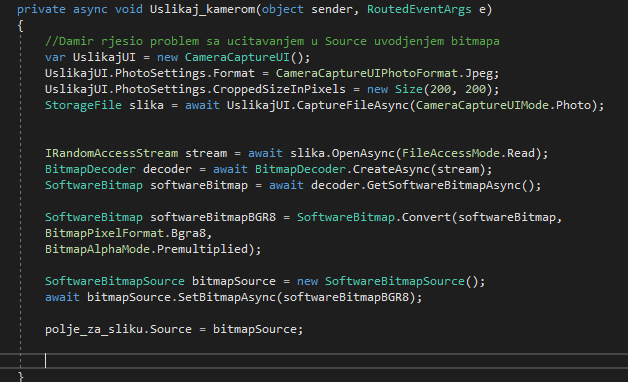 private async void Uslikaj_kamerom(object sender, RoutedEventArgs e)
{
//Damir rjesio problem sa ucitavanjem u Source uvodjenjem bitmapa
var UslikajUI = new CameraCaptureUI();
UslikajUI.PhotoSettings.Format = CameraCaptureUIPhotoFormat.Jpeg;
UslikajUI.PhotoSettings.CroppedSizeInPixels = new Size(200, 200);
StorageFile slika = await UslikajUI.CaptureFileAsync(CameraCaptureUIMode.Photo);
IRandomAccessStream stream = await slika.OpenAsync(FileAccessMode.Read);
BitmapDecoder decoder = await BitmapDecoder.CreateAsync(stream);
SoftwareBitmap softwareBitmap = await decoder.GetSoftwareBitmapAsync();
SoftwareBitmap softwareBitmapBGR8 = SoftwareBitmap.Convert(softwareBitmap,
BitmapPixelFormat.Bgra8,
BitmapAlphaMode.Premultiplied);
SoftwareBitmapSource bitmapSource = new SoftwareBitmapSource();
await bitmapSource.SetBitmapAsync(softwareBitmapBGR8);
polje_za_sliku.Source = bitmapSource;
}